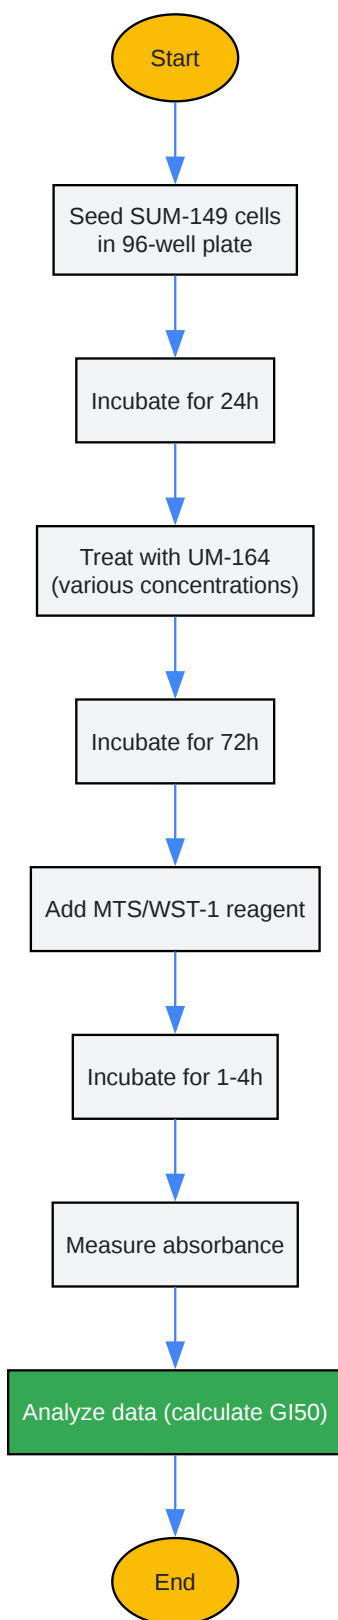 Start
Seed SUM-149 cells
in 96-well plate
Incubate for 24h
Treat with UM-164
(various concentrations)
Incubate for 72h
Add MTS/WST-1 reagent
Incubate for 1-4h
Measure absorbance
Analyze data (calculate GI50)
End